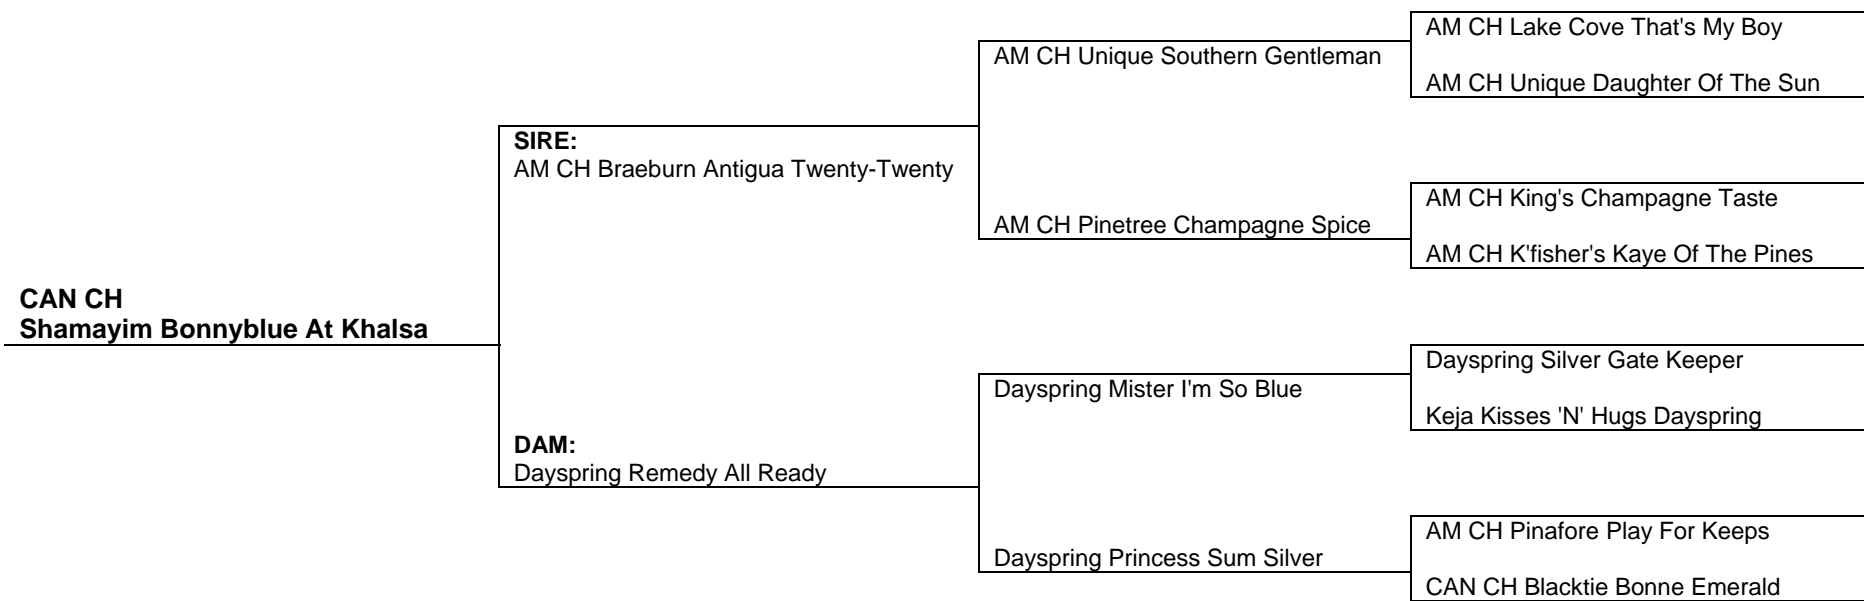 AM CH Lake Cove That's My Boy
AM CH Unique Southern Gentleman
AM CH Unique Daughter Of The Sun
SIRE:
AM CH Braeburn Antigua Twenty-Twenty
AM CH King's Champagne Taste
AM CH Pinetree Champagne Spice
AM CH K'fisher's Kaye Of The Pines
CAN CH
Shamayim Bonnyblue At Khalsa
Dayspring Silver Gate Keeper
Dayspring Mister I'm So Blue
Keja Kisses 'N' Hugs Dayspring
DAM:
Dayspring Remedy All Ready
AM CH Pinafore Play For Keeps
Dayspring Princess Sum Silver
CAN CH Blacktie Bonne Emerald